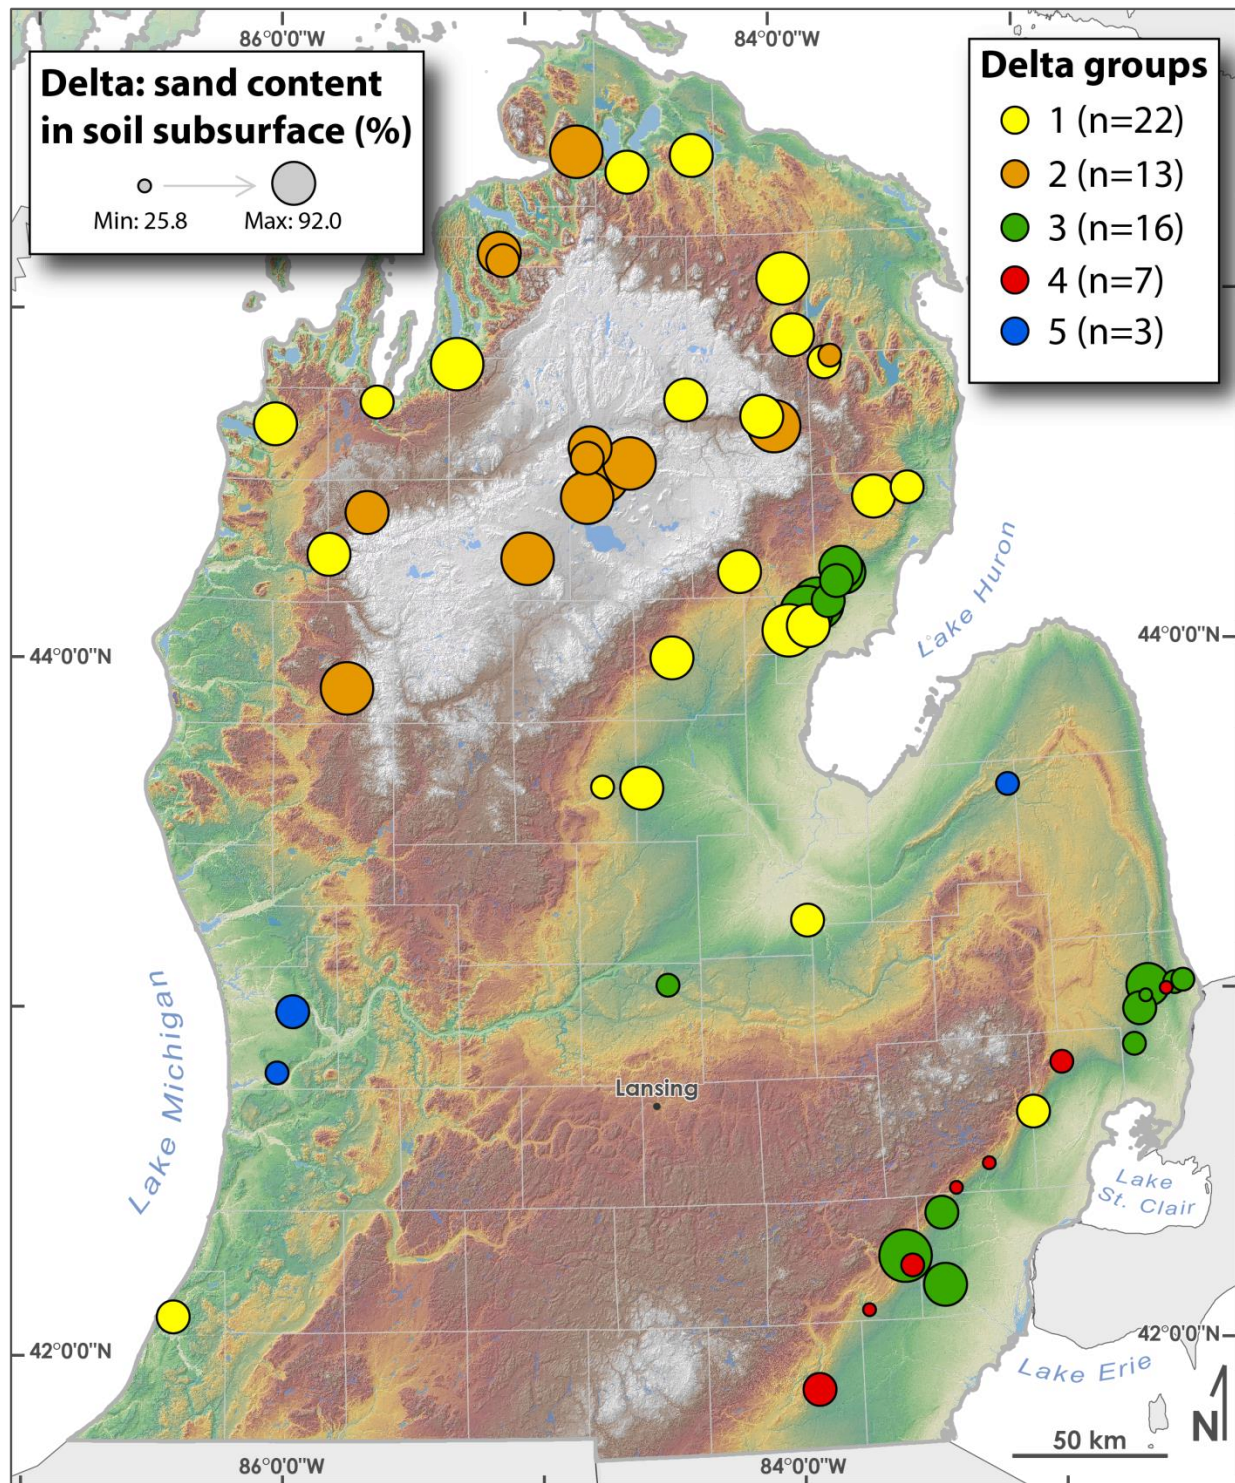 86°0'0"W
84°0'0"W
Delta: sand content
in soil subsurface (%)
Min: 25.8
Max: 92.0
Delta groups
1 (n=22)
2 (n=13)
3 (n=16)
4 (n=7)
5 (n=3)
Lake Huron
44°0'0"N
44°0'0"N
Lake Michigan
Lansing
Lake
St. Clair
42°0'0"N
42°0'0"N
Lake Erie
N
50 km
86°0'0"W
84°0'0"W